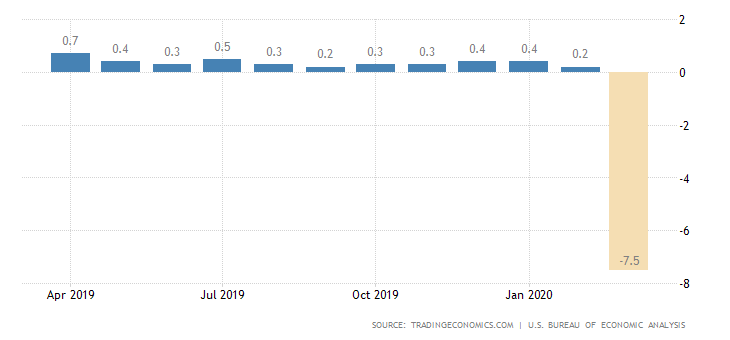 2
0.7 0.4 0.3 0.5 0.3 0.2 0.3 0.3 0.4 0.4 0.2
0
-2
-4
-6
-7.5
-8
Apr 2019 Jul 2019 Oct 2019 Jan 2020
SOURCE: TRADINGECONOMICS.COM | U.S. BUREAU OF ECONOMIC ANALYSIS